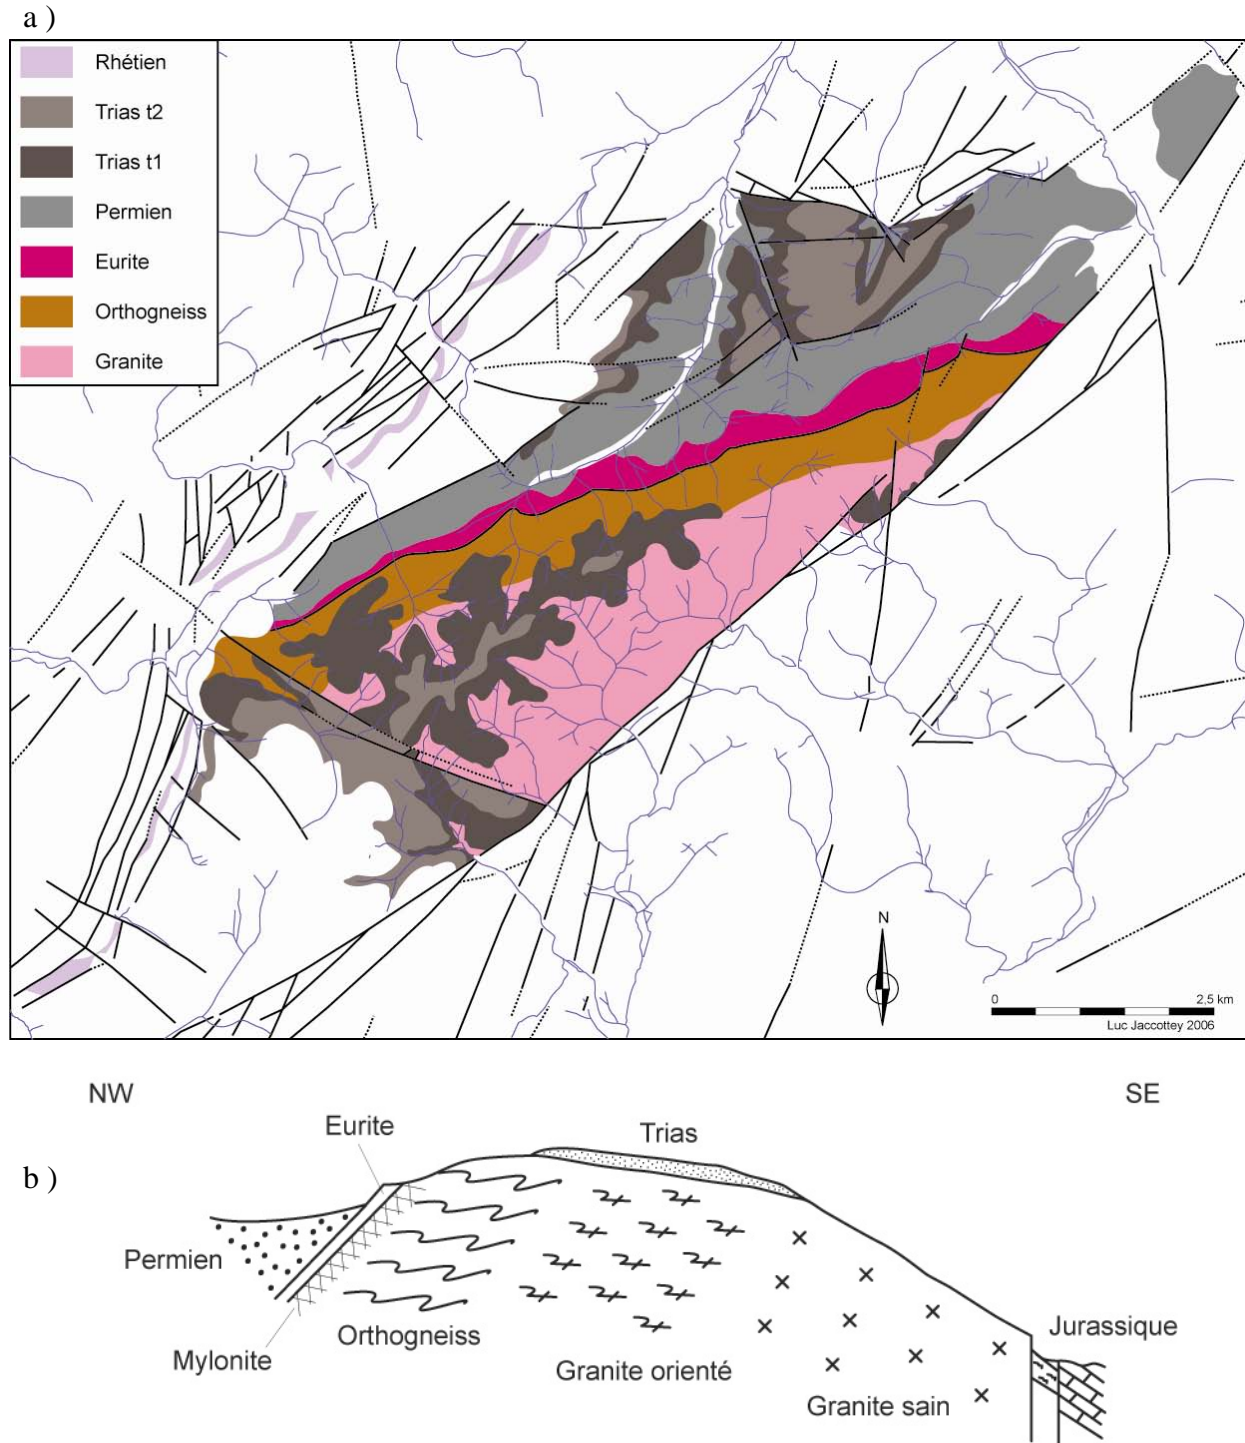 a )
Rhétien
Trias t2
Trias t1
Permien
Eurite
Orthogneiss
Granite
N
0 2,5 km
Luc Jaccottey 2006
NW SE
Eurite
Trias
b )
Permien
Jurassique
Orthogneiss
Mylonite
Granite orienté
Granite sain